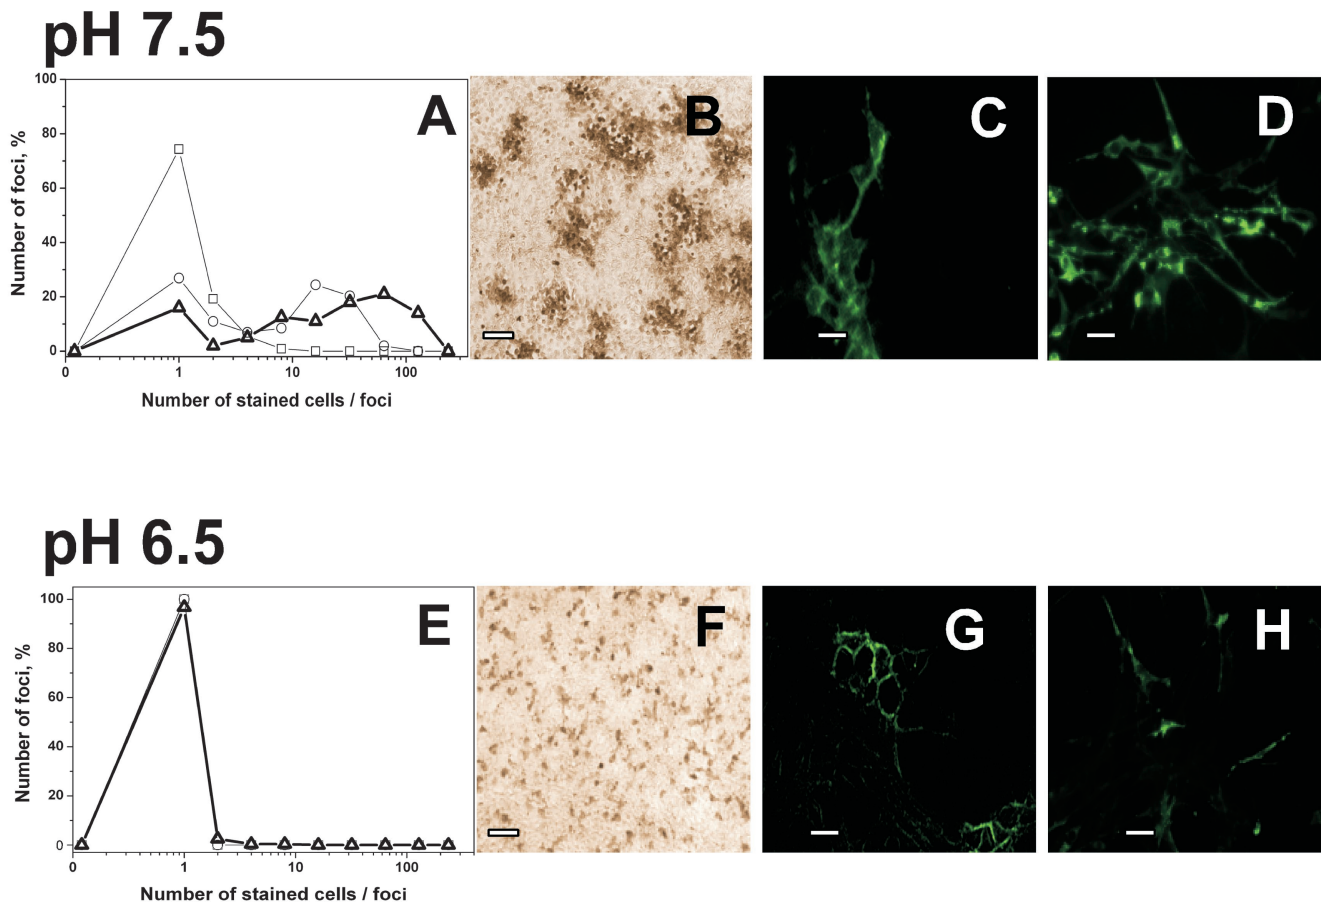 pH 7.5
A
B
C
D
Number of foci, %
100
80
60
40
20
0
0 1 10 100
Number of stained cells / foci
pH 6.5
E
F
G
H
Number of foci, %
100
80
60
40
20
0
0 1 10 100
Number of stained cells / foci